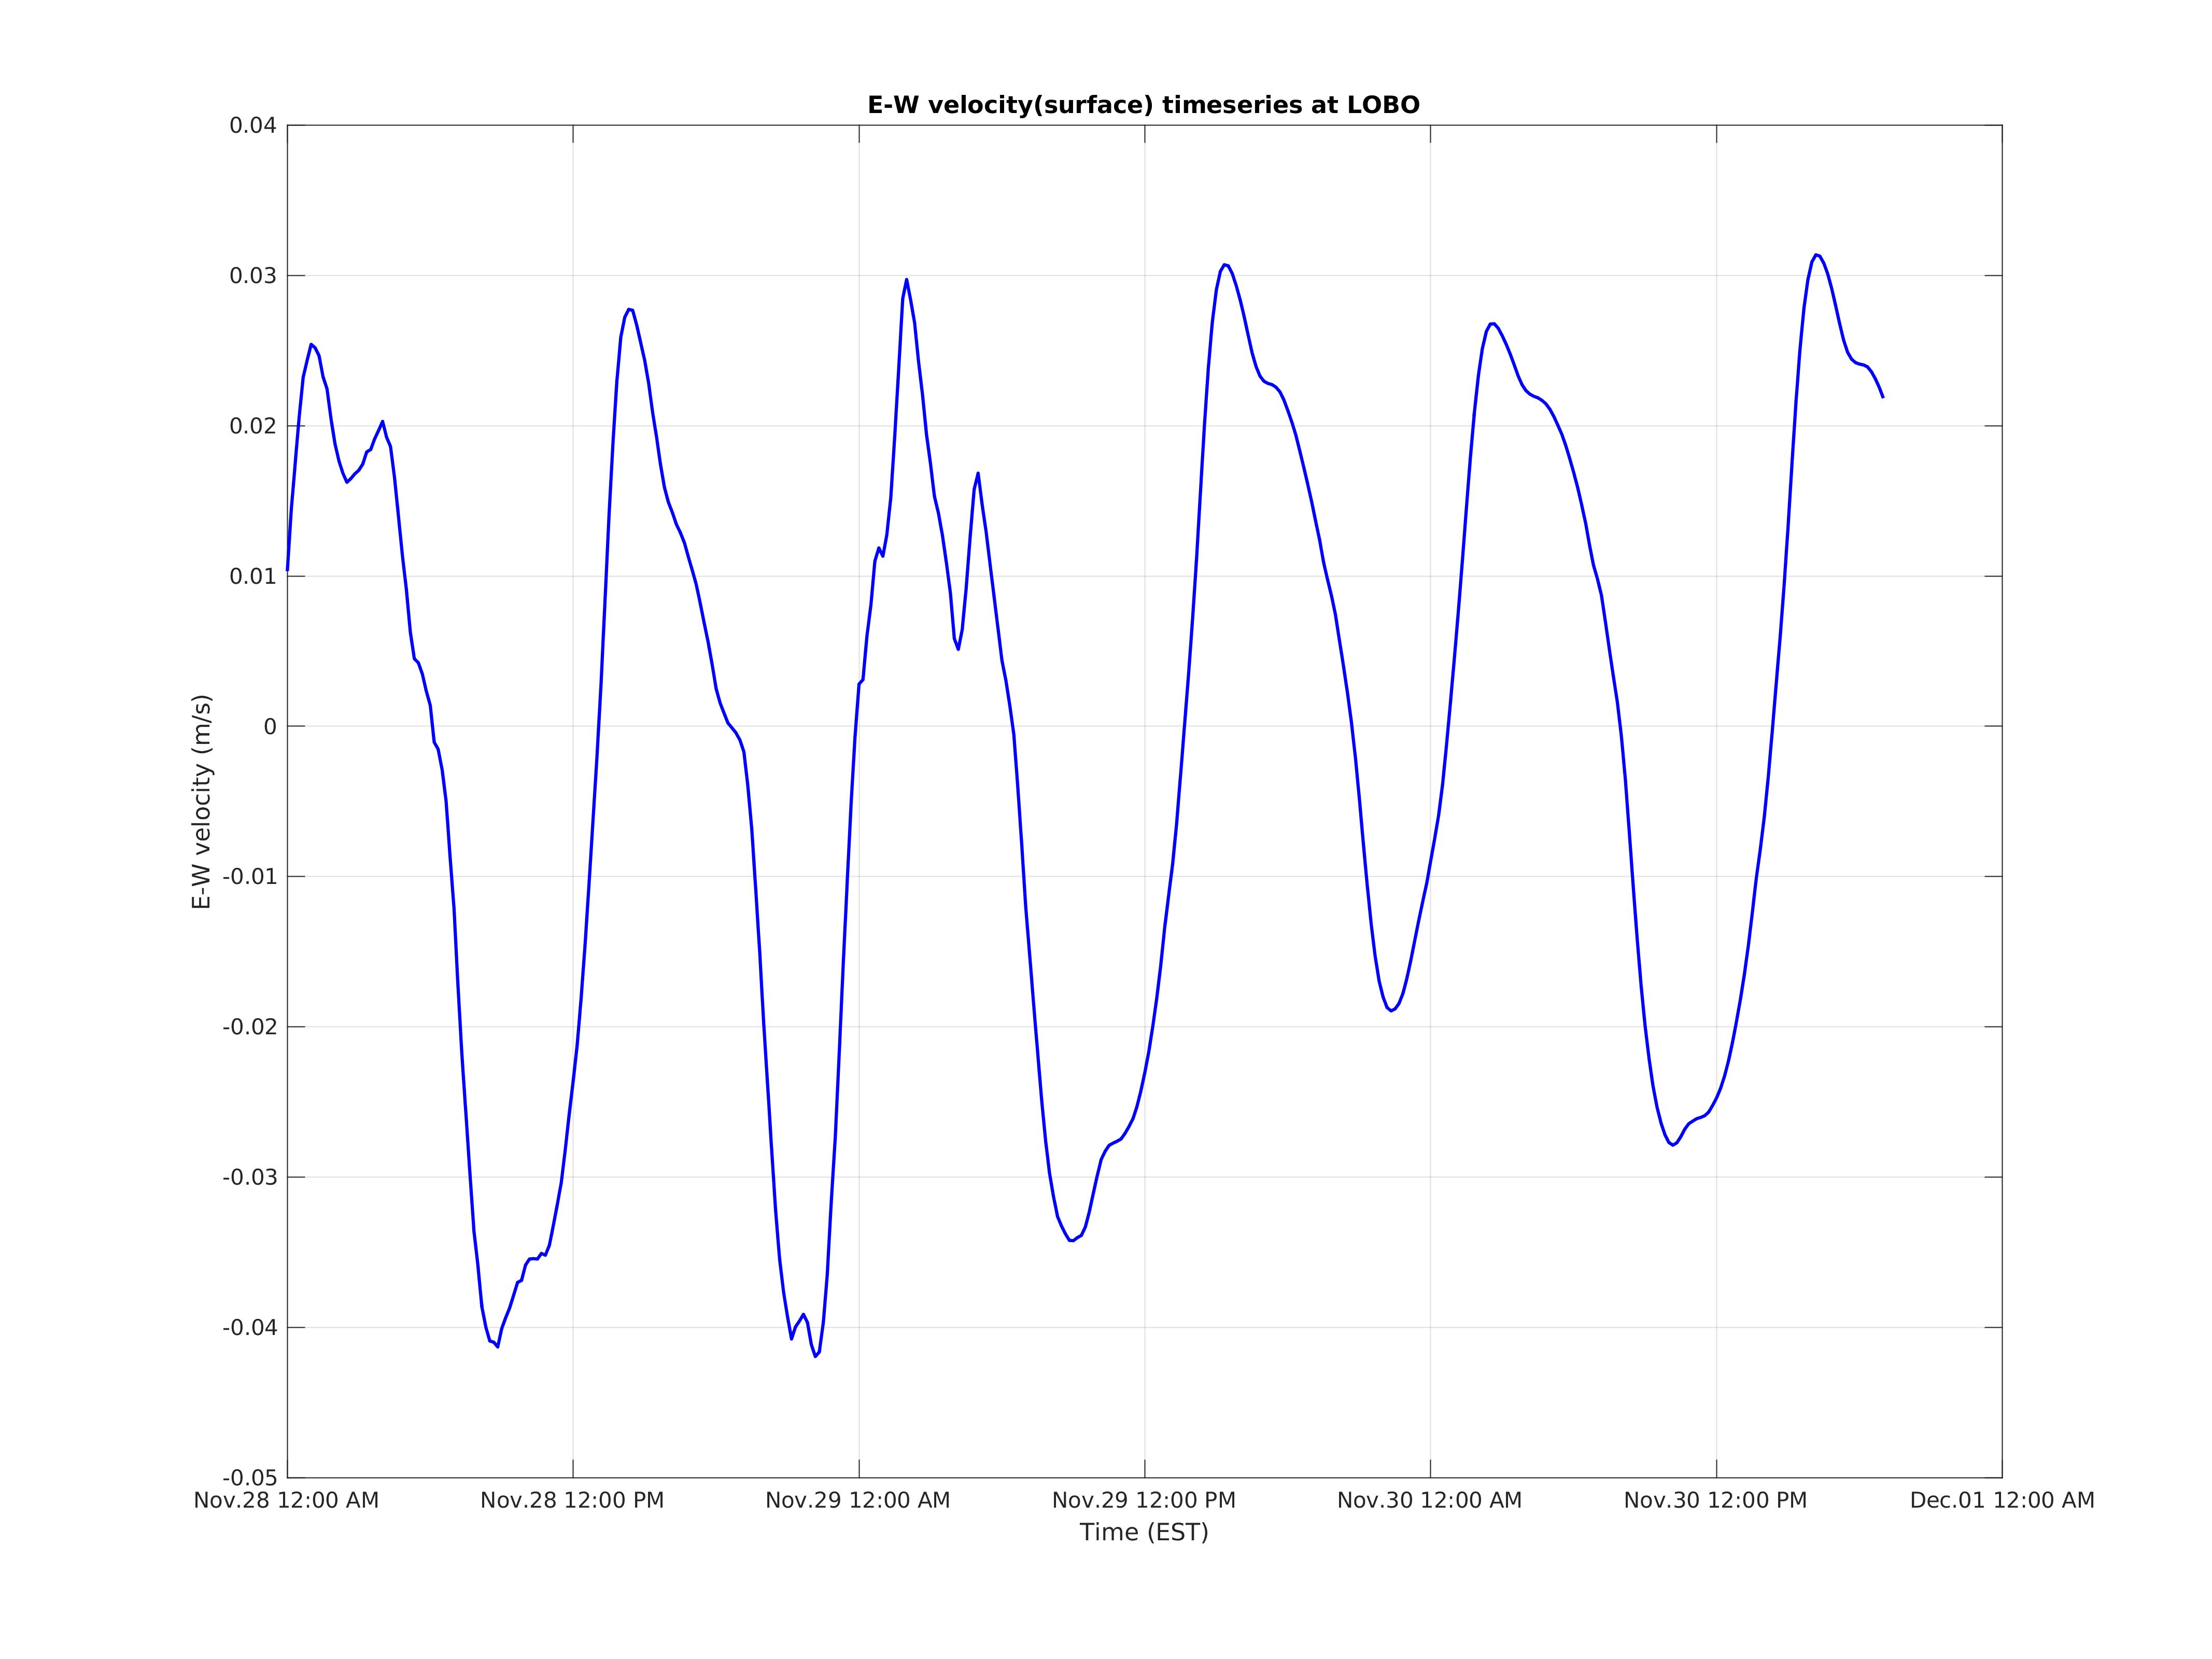 E-W velocity(surface) timeseries at LOBO
0.04
0.03
0.02
0.01
0
-0.01
-0.02
-0.03
-0.04
-0.05
E-W velocity (m/s)
Nov.28 12:00 AM Nov.28 12:00 PM Nov.29 12:00 AM Nov.29 12:00 PM Nov.30 12:00 AM Nov.30 12:00 PM Dec.01 12:00 AM
Time (EST)